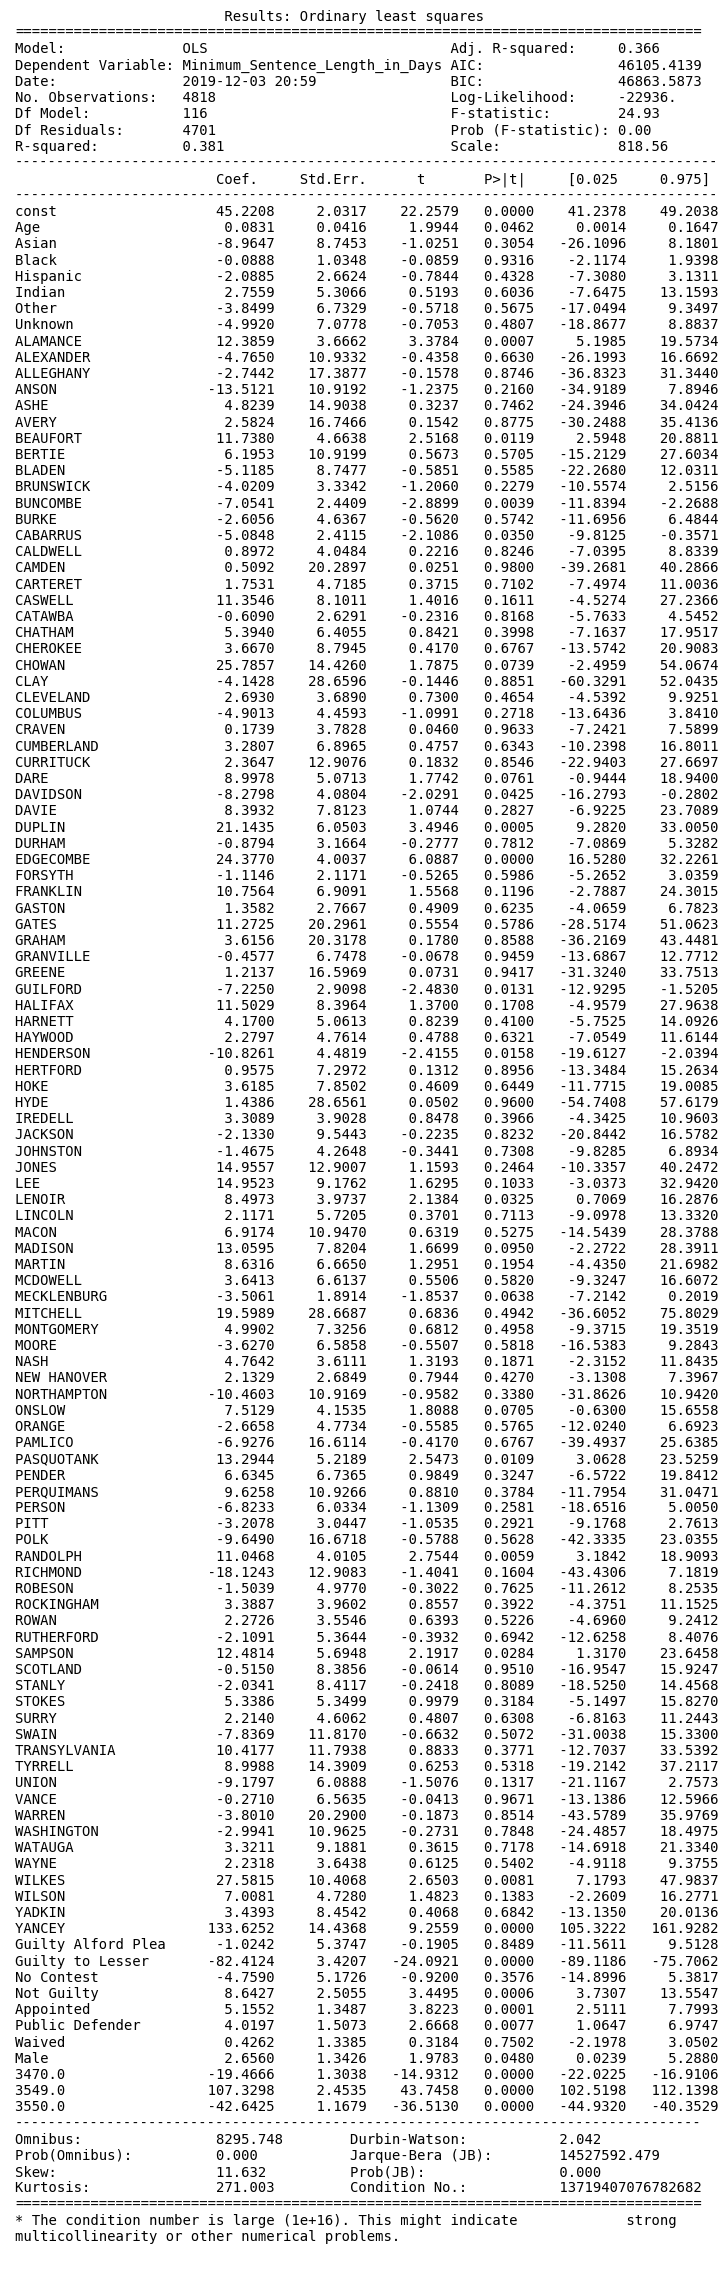 Results: Ordinary least squares
==================================================================================
Model: OLS Adj. R-squared: 0.366
Dependent Variable: Minimum_Sentence_Length_in_Days AIC: 46105.4139
Date: 2019-12-03 20:59 BIC: 46863.5873
No. Observations: 4818 Log-Likelihood: -22936.
Df Model: 116 F-statistic: 24.93
Df Residuals: 4701 Prob (F-statistic): 0.00
R-squared: 0.381 Scale: 818.56
------------------------------------------------------------------------------------
Coef. Std.Err. t P>|t| [0.025 0.975]
------------------------------------------------------------------------------------
const 45.2208 2.0317 22.2579 0.0000 41.2378 49.2038
Age 0.0831 0.0416 1.9944 0.0462 0.0014 0.1647
Asian -8.9647 8.7453 -1.0251 0.3054 -26.1096 8.1801
Black -0.0888 1.0348 -0.0859 0.9316 -2.1174 1.9398
Hispanic -2.0885 2.6624 -0.7844 0.4328 -7.3080 3.1311
Indian 2.7559 5.3066 0.5193 0.6036 -7.6475 13.1593
Other -3.8499 6.7329 -0.5718 0.5675 -17.0494 9.3497
Unknown -4.9920 7.0778 -0.7053 0.4807 -18.8677 8.8837
ALAMANCE 12.3859 3.6662 3.3784 0.0007 5.1985 19.5734
ALEXANDER -4.7650 10.9332 -0.4358 0.6630 -26.1993 16.6692
ALLEGHANY -2.7442 17.3877 -0.1578 0.8746 -36.8323 31.3440
ANSON -13.5121 10.9192 -1.2375 0.2160 -34.9189 7.8946
ASHE 4.8239 14.9038 0.3237 0.7462 -24.3946 34.0424
AVERY 2.5824 16.7466 0.1542 0.8775 -30.2488 35.4136
BEAUFORT 11.7380 4.6638 2.5168 0.0119 2.5948 20.8811
BERTIE 6.1953 10.9199 0.5673 0.5705 -15.2129 27.6034
BLADEN -5.1185 8.7477 -0.5851 0.5585 -22.2680 12.0311
BRUNSWICK -4.0209 3.3342 -1.2060 0.2279 -10.5574 2.5156
BUNCOMBE -7.0541 2.4409 -2.8899 0.0039 -11.8394 -2.2688
BURKE -2.6056 4.6367 -0.5620 0.5742 -11.6956 6.4844
CABARRUS -5.0848 2.4115 -2.1086 0.0350 -9.8125 -0.3571
CALDWELL 0.8972 4.0484 0.2216 0.8246 -7.0395 8.8339
CAMDEN 0.5092 20.2897 0.0251 0.9800 -39.2681 40.2866
CARTERET 1.7531 4.7185 0.3715 0.7102 -7.4974 11.0036
CASWELL 11.3546 8.1011 1.4016 0.1611 -4.5274 27.2366
CATAWBA -0.6090 2.6291 -0.2316 0.8168 -5.7633 4.5452
CHATHAM 5.3940 6.4055 0.8421 0.3998 -7.1637 17.9517
CHEROKEE 3.6670 8.7945 0.4170 0.6767 -13.5742 20.9083
CHOWAN 25.7857 14.4260 1.7875 0.0739 -2.4959 54.0674
CLAY -4.1428 28.6596 -0.1446 0.8851 -60.3291 52.0435
CLEVELAND 2.6930 3.6890 0.7300 0.4654 -4.5392 9.9251
COLUMBUS -4.9013 4.4593 -1.0991 0.2718 -13.6436 3.8410
CRAVEN 0.1739 3.7828 0.0460 0.9633 -7.2421 7.5899
CUMBERLAND 3.2807 6.8965 0.4757 0.6343 -10.2398 16.8011
CURRITUCK 2.3647 12.9076 0.1832 0.8546 -22.9403 27.6697
DARE 8.9978 5.0713 1.7742 0.0761 -0.9444 18.9400
DAVIDSON -8.2798 4.0804 -2.0291 0.0425 -16.2793 -0.2802
DAVIE 8.3932 7.8123 1.0744 0.2827 -6.9225 23.7089
DUPLIN 21.1435 6.0503 3.4946 0.0005 9.2820 33.0050
DURHAM -0.8794 3.1664 -0.2777 0.7812 -7.0869 5.3282
EDGECOMBE 24.3770 4.0037 6.0887 0.0000 16.5280 32.2261
FORSYTH -1.1146 2.1171 -0.5265 0.5986 -5.2652 3.0359
FRANKLIN 10.7564 6.9091 1.5568 0.1196 -2.7887 24.3015
GASTON 1.3582 2.7667 0.4909 0.6235 -4.0659 6.7823
GATES 11.2725 20.2961 0.5554 0.5786 -28.5174 51.0623
GRAHAM 3.6156 20.3178 0.1780 0.8588 -36.2169 43.4481
GRANVILLE -0.4577 6.7478 -0.0678 0.9459 -13.6867 12.7712
GREENE 1.2137 16.5969 0.0731 0.9417 -31.3240 33.7513
GUILFORD -7.2250 2.9098 -2.4830 0.0131 -12.9295 -1.5205
HALIFAX 11.5029 8.3964 1.3700 0.1708 -4.9579 27.9638
HARNETT 4.1700 5.0613 0.8239 0.4100 -5.7525 14.0926
HAYWOOD 2.2797 4.7614 0.4788 0.6321 -7.0549 11.6144
HENDERSON -10.8261 4.4819 -2.4155 0.0158 -19.6127 -2.0394
HERTFORD 0.9575 7.2972 0.1312 0.8956 -13.3484 15.2634
HOKE 3.6185 7.8502 0.4609 0.6449 -11.7715 19.0085
HYDE 1.4386 28.6561 0.0502 0.9600 -54.7408 57.6179
IREDELL 3.3089 3.9028 0.8478 0.3966 -4.3425 10.9603
JACKSON -2.1330 9.5443 -0.2235 0.8232 -20.8442 16.5782
JOHNSTON -1.4675 4.2648 -0.3441 0.7308 -9.8285 6.8934
JONES 14.9557 12.9007 1.1593 0.2464 -10.3357 40.2472
LEE 14.9523 9.1762 1.6295 0.1033 -3.0373 32.9420
LENOIR 8.4973 3.9737 2.1384 0.0325 0.7069 16.2876
LINCOLN 2.1171 5.7205 0.3701 0.7113 -9.0978 13.3320
MACON 6.9174 10.9470 0.6319 0.5275 -14.5439 28.3788
MADISON 13.0595 7.8204 1.6699 0.0950 -2.2722 28.3911
MARTIN 8.6316 6.6650 1.2951 0.1954 -4.4350 21.6982
MCDOWELL 3.6413 6.6137 0.5506 0.5820 -9.3247 16.6072
MECKLENBURG -3.5061 1.8914 -1.8537 0.0638 -7.2142 0.2019
MITCHELL 19.5989 28.6687 0.6836 0.4942 -36.6052 75.8029
MONTGOMERY 4.9902 7.3256 0.6812 0.4958 -9.3715 19.3519
MOORE -3.6270 6.5858 -0.5507 0.5818 -16.5383 9.2843
NASH 4.7642 3.6111 1.3193 0.1871 -2.3152 11.8435
NEW HANOVER 2.1329 2.6849 0.7944 0.4270 -3.1308 7.3967
NORTHAMPTON -10.4603 10.9169 -0.9582 0.3380 -31.8626 10.9420
ONSLOW 7.5129 4.1535 1.8088 0.0705 -0.6300 15.6558
ORANGE -2.6658 4.7734 -0.5585 0.5765 -12.0240 6.6923
PAMLICO -6.9276 16.6114 -0.4170 0.6767 -39.4937 25.6385
PASQUOTANK 13.2944 5.2189 2.5473 0.0109 3.0628 23.5259
PENDER 6.6345 6.7365 0.9849 0.3247 -6.5722 19.8412
PERQUIMANS 9.6258 10.9266 0.8810 0.3784 -11.7954 31.0471
PERSON -6.8233 6.0334 -1.1309 0.2581 -18.6516 5.0050
PITT -3.2078 3.0447 -1.0535 0.2921 -9.1768 2.7613
POLK -9.6490 16.6718 -0.5788 0.5628 -42.3335 23.0355
RANDOLPH 11.0468 4.0105 2.7544 0.0059 3.1842 18.9093
RICHMOND -18.1243 12.9083 -1.4041 0.1604 -43.4306 7.1819
ROBESON -1.5039 4.9770 -0.3022 0.7625 -11.2612 8.2535
ROCKINGHAM 3.3887 3.9602 0.8557 0.3922 -4.3751 11.1525
ROWAN 2.2726 3.5546 0.6393 0.5226 -4.6960 9.2412
RUTHERFORD -2.1091 5.3644 -0.3932 0.6942 -12.6258 8.4076
SAMPSON 12.4814 5.6948 2.1917 0.0284 1.3170 23.6458
SCOTLAND -0.5150 8.3856 -0.0614 0.9510 -16.9547 15.9247
STANLY -2.0341 8.4117 -0.2418 0.8089 -18.5250 14.4568
STOKES 5.3386 5.3499 0.9979 0.3184 -5.1497 15.8270
SURRY 2.2140 4.6062 0.4807 0.6308 -6.8163 11.2443
SWAIN -7.8369 11.8170 -0.6632 0.5072 -31.0038 15.3300
TRANSYLVANIA 10.4177 11.7938 0.8833 0.3771 -12.7037 33.5392
TYRRELL 8.9988 14.3909 0.6253 0.5318 -19.2142 37.2117
UNION -9.1797 6.0888 -1.5076 0.1317 -21.1167 2.7573
VANCE -0.2710 6.5635 -0.0413 0.9671 -13.1386 12.5966
WARREN -3.8010 20.2900 -0.1873 0.8514 -43.5789 35.9769
WASHINGTON -2.9941 10.9625 -0.2731 0.7848 -24.4857 18.4975
WATAUGA 3.3211 9.1881 0.3615 0.7178 -14.6918 21.3340
WAYNE 2.2318 3.6438 0.6125 0.5402 -4.9118 9.3755
WILKES 27.5815 10.4068 2.6503 0.0081 7.1793 47.9837
WILSON 7.0081 4.7280 1.4823 0.1383 -2.2609 16.2771
YADKIN 3.4393 8.4542 0.4068 0.6842 -13.1350 20.0136
YANCEY 133.6252 14.4368 9.2559 0.0000 105.3222 161.9282
Guilty Alford Plea -1.0242 5.3747 -0.1905 0.8489 -11.5611 9.5128
Guilty to Lesser -82.4124 3.4207 -24.0921 0.0000 -89.1186 -75.7062
No Contest -4.7590 5.1726 -0.9200 0.3576 -14.8996 5.3817
Not Guilty 8.6427 2.5055 3.4495 0.0006 3.7307 13.5547
Appointed 5.1552 1.3487 3.8223 0.0001 2.5111 7.7993
Public Defender 4.0197 1.5073 2.6668 0.0077 1.0647 6.9747
Waived 0.4262 1.3385 0.3184 0.7502 -2.1978 3.0502
Male 2.6560 1.3426 1.9783 0.0480 0.0239 5.2880
3470.0 -19.4666 1.3038 -14.9312 0.0000 -22.0225 -16.9106
3549.0 107.3298 2.4535 43.7458 0.0000 102.5198 112.1398
3550.0 -42.6425 1.1679 -36.5130 0.0000 -44.9320 -40.3529
----------------------------------------------------------------------------------
Omnibus: 8295.748 Durbin-Watson: 2.042
Prob(Omnibus): 0.000 Jarque-Bera (JB): 14527592.479
Skew: 11.632 Prob(JB): 0.000
Kurtosis: 271.003 Condition No.: 13719407076782682
==================================================================================
* The condition number is large (1e+16). This might indicate strong
multicollinearity or other numerical problems.